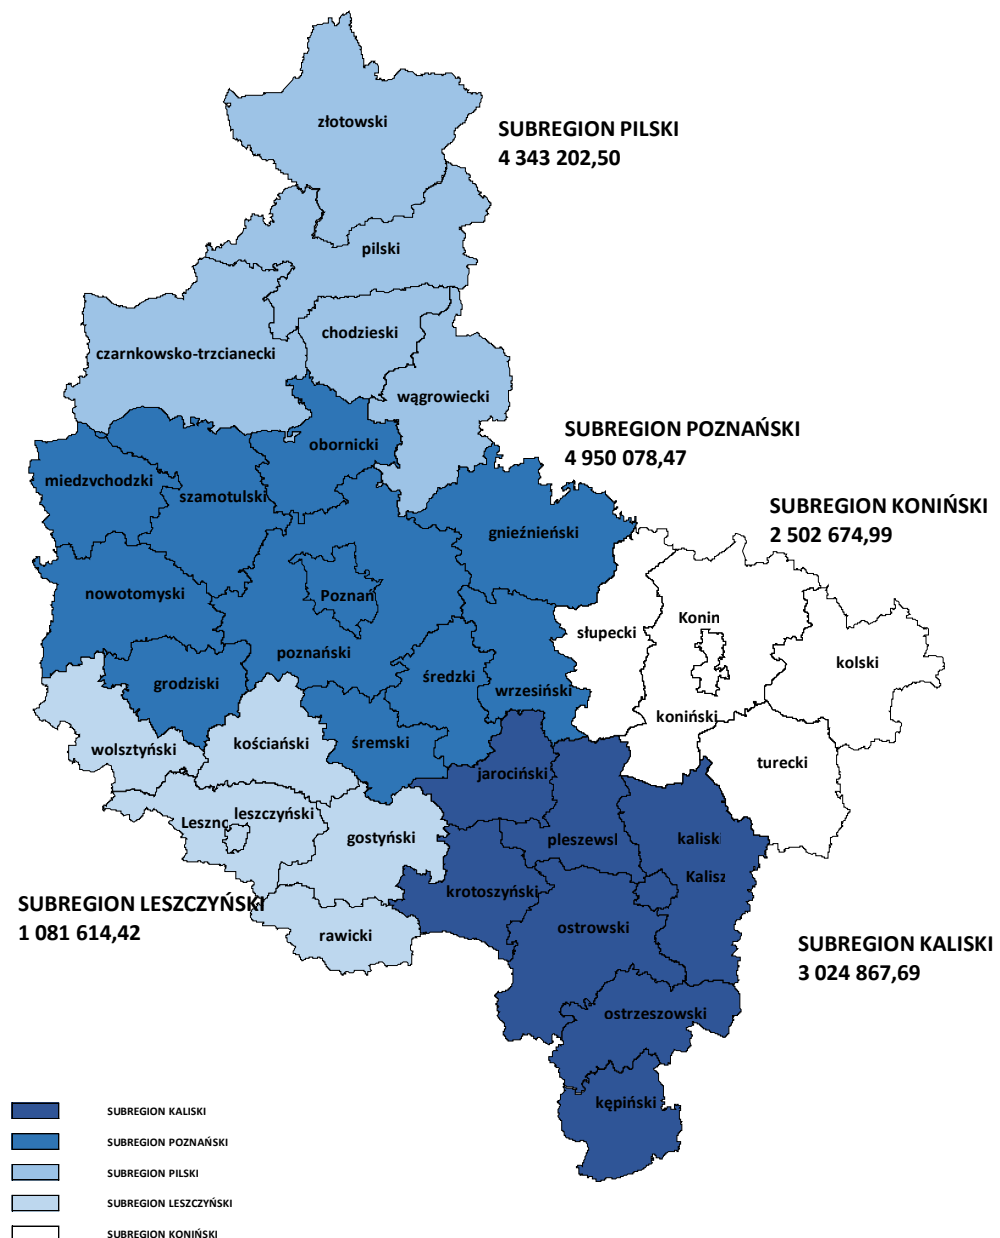 złotowski
SUBREGION PILSKI
4 343 202,50
pilski
chodzieski
czarnkowsko-trzcianecki
wągrowiecki
SUBREGION POZNAŃSKI
4 950 078,47
obornicki
miedzychodzki
szamotulski
SUBREGION KONIŃSKI
2 502 674,99
gnieźnieński
nowotomyski
Poznań
słupecki
Konin
poznański
kolski
grodziski
średzki
wrzesiński
koniński
wolsztyński
kościański
śremski
turecki
jarociński
Leszno
leszczyński
gostyński
pleszewsl
kaliski
krotoszyński
Kalisz
SUBREGION LESZCZYŃSKI
1 081 614,42
rawicki
ostrowski
SUBREGION KALISKI
3 024 867,69
ostrzeszowski
kępiński
SUBREGION KALISKI
SUBREGION POZNAŃSKI
SUBREGION PILSKI
SUBREGION LESZCZYŃSKI
SUBREGION KONIŃSKI